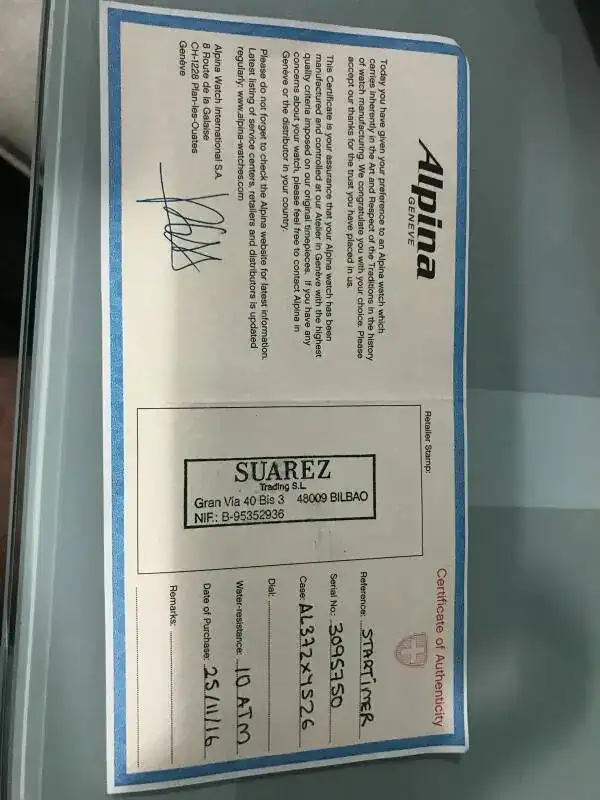 Alpina
GENEVE
Today you have given your preference to an Alpina watch which
carries inherently in the Art and Respect of the Traditions in the history
of watch manufacturing. We congratulate you with your choice. Please
accept our thanks for the trust you have placed in us.
This Certificate is your assurance that your Alpina watch has been
manufactured and controlled at our Atelier in Genève with the highest
quality criteria imposed on our original timepieces. If you have any
concerns about your watch, please feel free to contact Alpina in
Genève or the distributor in your country.
Please do not forget to check the Alpina website for latest information.
Latest listing of service centers, retailers and distributors is updated
regularly: www.alpina-watches.com
Alpina Watch International S.A.
8 Route de la Galaise
CH-1228 Plan-les-Ouates
Genève
Retailer Stamp:
SUAREZ
Trading S.L.
Gran Vía 40 Bis 3 48009 BILBAO
NIF.: B-95352936
Certificate of Authenticity
Reference: STARTiMER
Serial No.: 3095750
Case: AL372X4S26
Dial:
Water-resistance: 10 ATM
Date of Purchase: 25/11/16
Remarks: